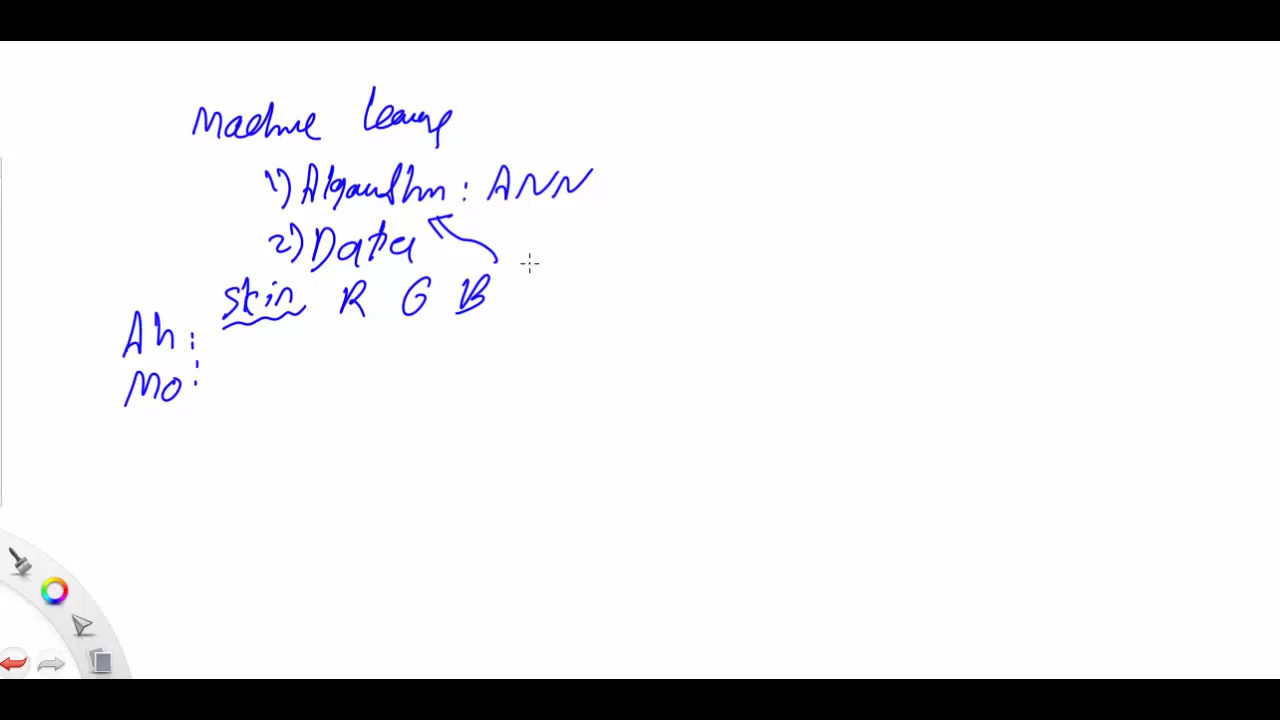 Machine Learning
1) Algorithm : ANN
2) Data
Skin R G B
Ah :
Mo :